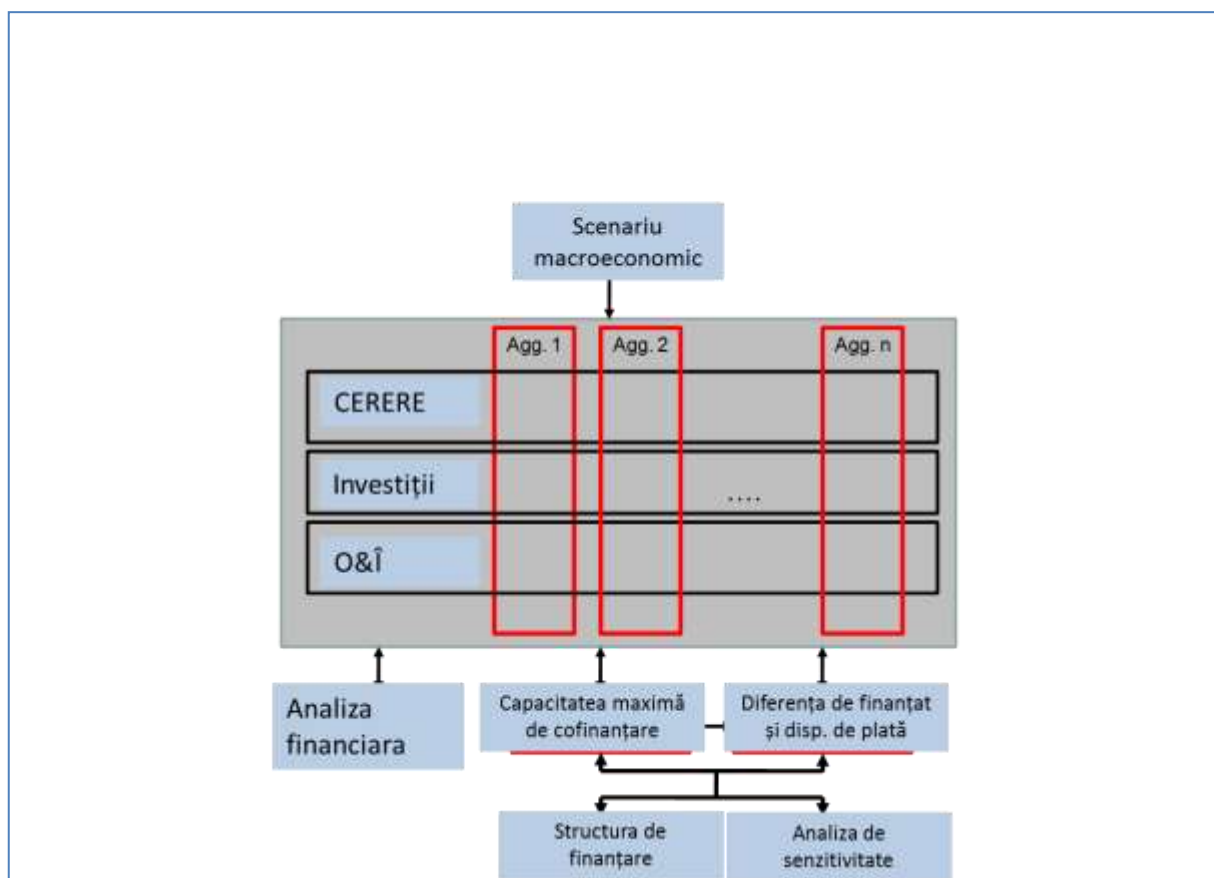 Scenariu
macroeconomic
Agg. 1
Agg. 2
Agg. n
CERERE
Investiții
....
O&Î
Analiza
financiara
Capacitatea maximă
de cofinanțare
Diferența de finanțat
și disp. de plată
Structura de
finanțare
Analiza de
senzitivitate